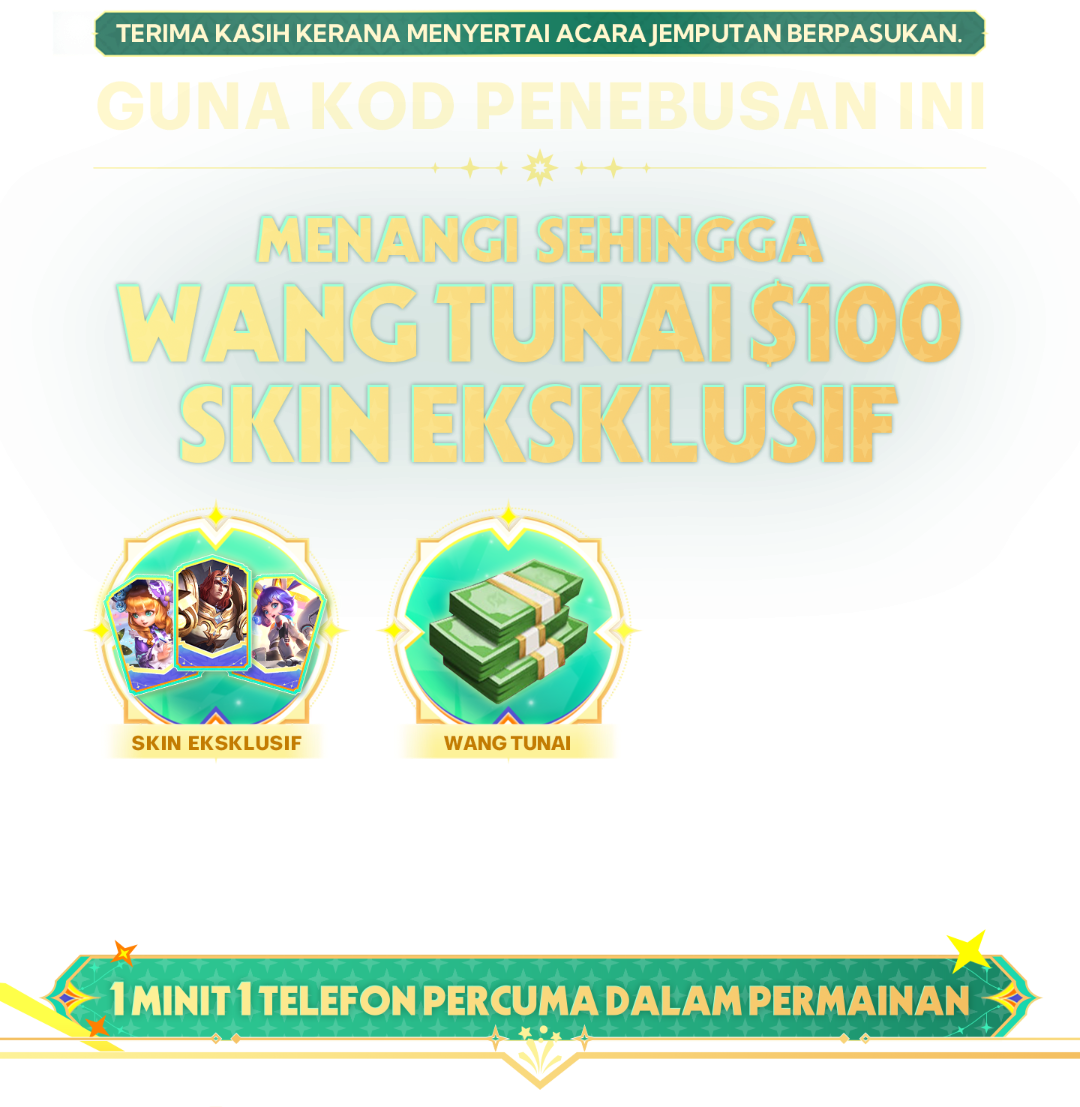 TERIMA KASIH KERANA MENYERTAI ACARA JEMPUTAN BERPASUKAN.
GUNA KOD PENEBUSAN INI
MENANGI SEHINGGA
WANG TUNAI $100
SKIN EKSKLUSIF
SKIN EKSKLUSIF
WANG TUNAI
1 MINIT 1 TELEFON PERCUMA DALAM PERMAINAN